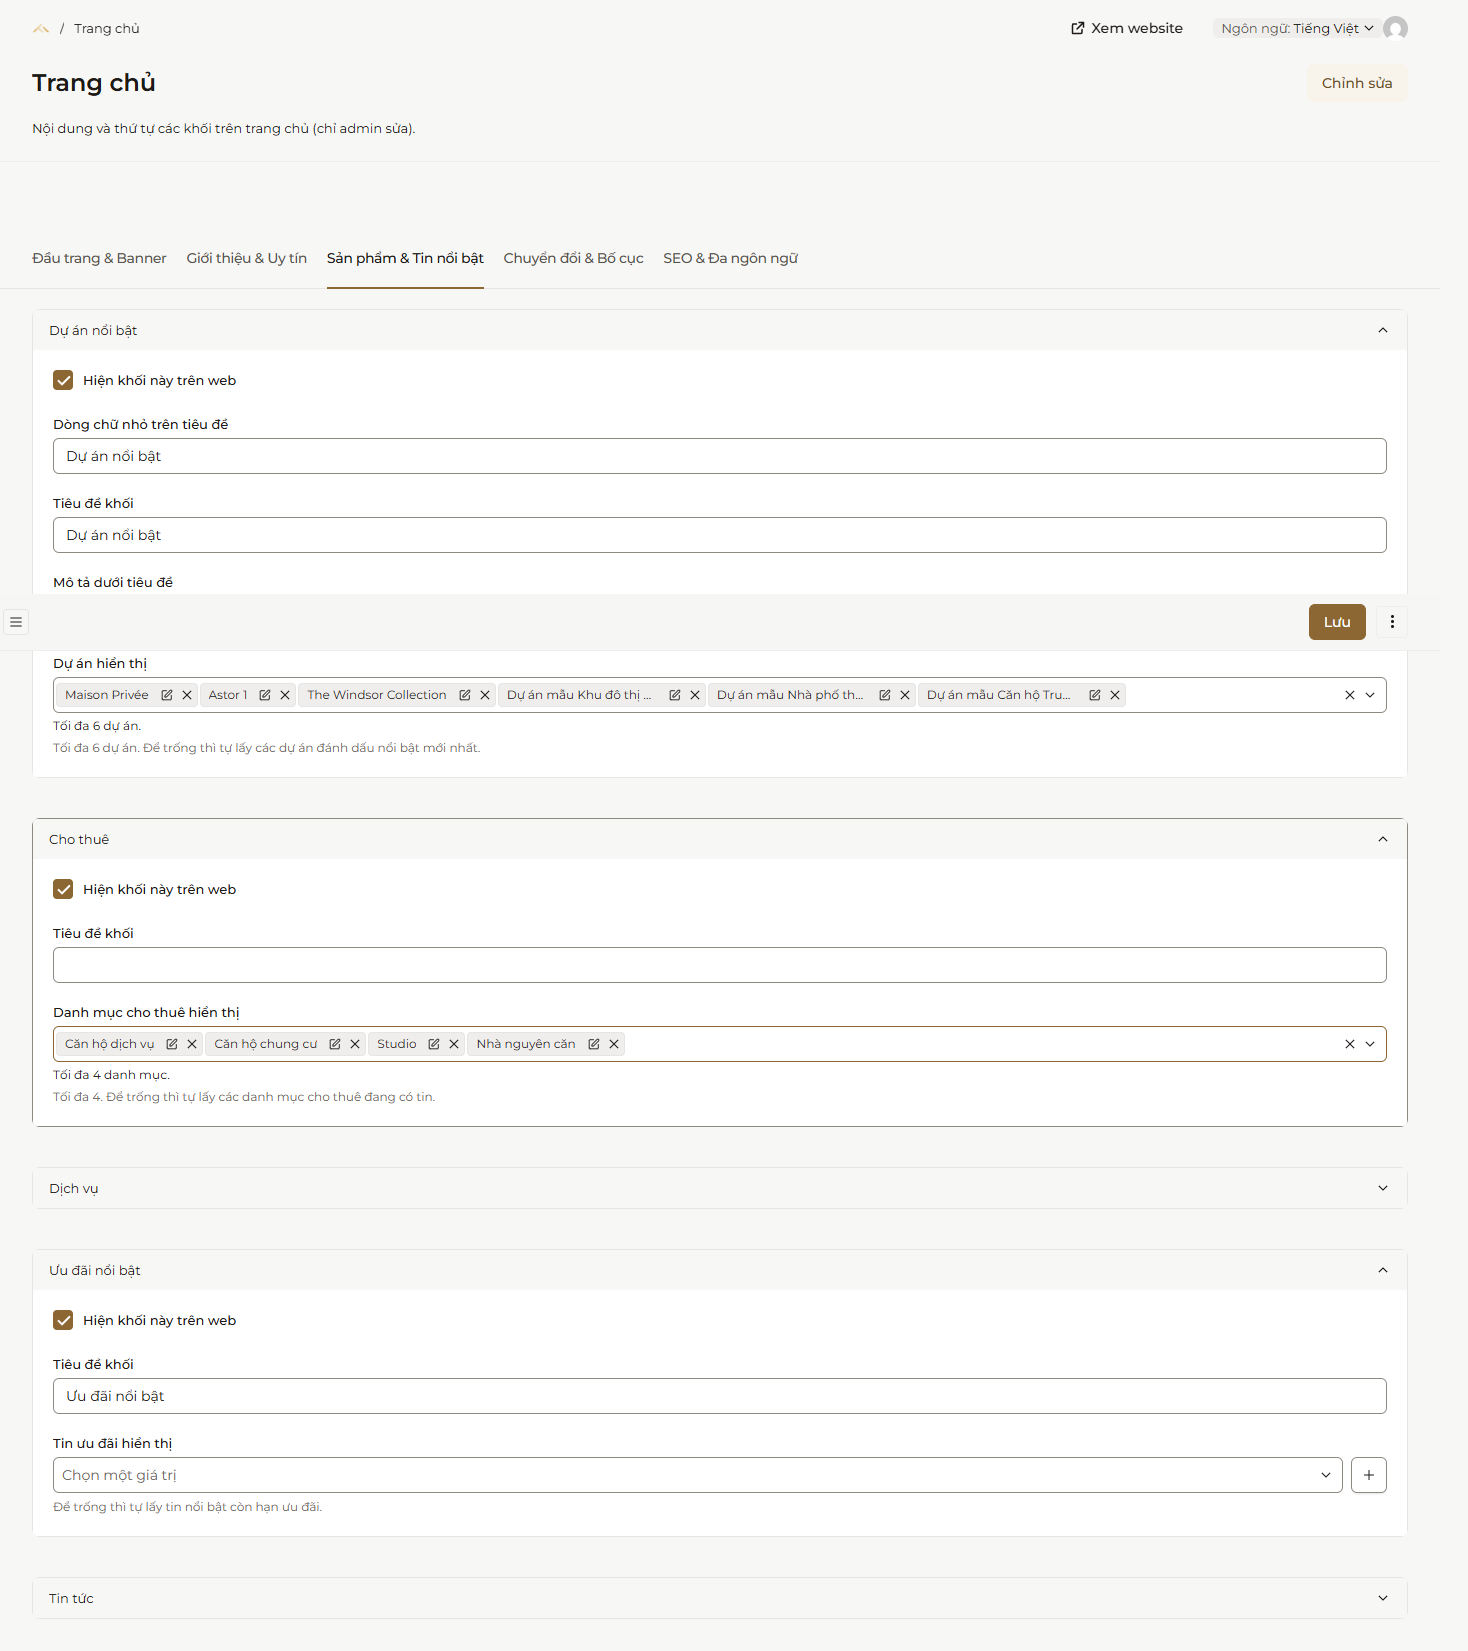 / Trang chủ
Xem website
Ngôn ngữ: Tiếng Việt
Trang chủ
Chỉnh sửa
Nội dung và thứ tự các khối trên trang chủ (chỉ admin sửa).
Đầu trang & Banner
Giới thiệu & Uy tín
Sản phẩm & Tin nổi bật
Chuyển đổi & Bố cục
SEO & Đa ngôn ngữ
Dự án nổi bật
Hiện khối này trên web
Dòng chữ nhỏ trên tiêu đề
Dự án nổi bật
Tiêu đề khối
Dự án nổi bật
Mô tả dưới tiêu đề
Lưu
Dự án hiển thị
Maison Privée
Astor 1
The Windsor Collection
Dự án mẫu Khu đô thị ...
Dự án mẫu Nhà phố th...
Dự án mẫu Căn hộ Tru...
Tối đa 6 dự án.
Tối đa 6 dự án. Để trống thì tự lấy các dự án đánh dấu nổi bật mới nhất.
Cho thuê
Hiện khối này trên web
Tiêu đề khối
Danh mục cho thuê hiển thị
Căn hộ dịch vụ
Căn hộ chung cư
Studio
Nhà nguyên căn
Tối đa 4 danh mục.
Tối đa 4. Để trống thì tự lấy các danh mục cho thuê đang có tin.
Dịch vụ
Ưu đãi nổi bật
Hiện khối này trên web
Tiêu đề khối
Ưu đãi nổi bật
Tin ưu đãi hiển thị
Chọn một giá trị
Để trống thì tự lấy tin nổi bật còn hạn ưu đãi.
Tin tức